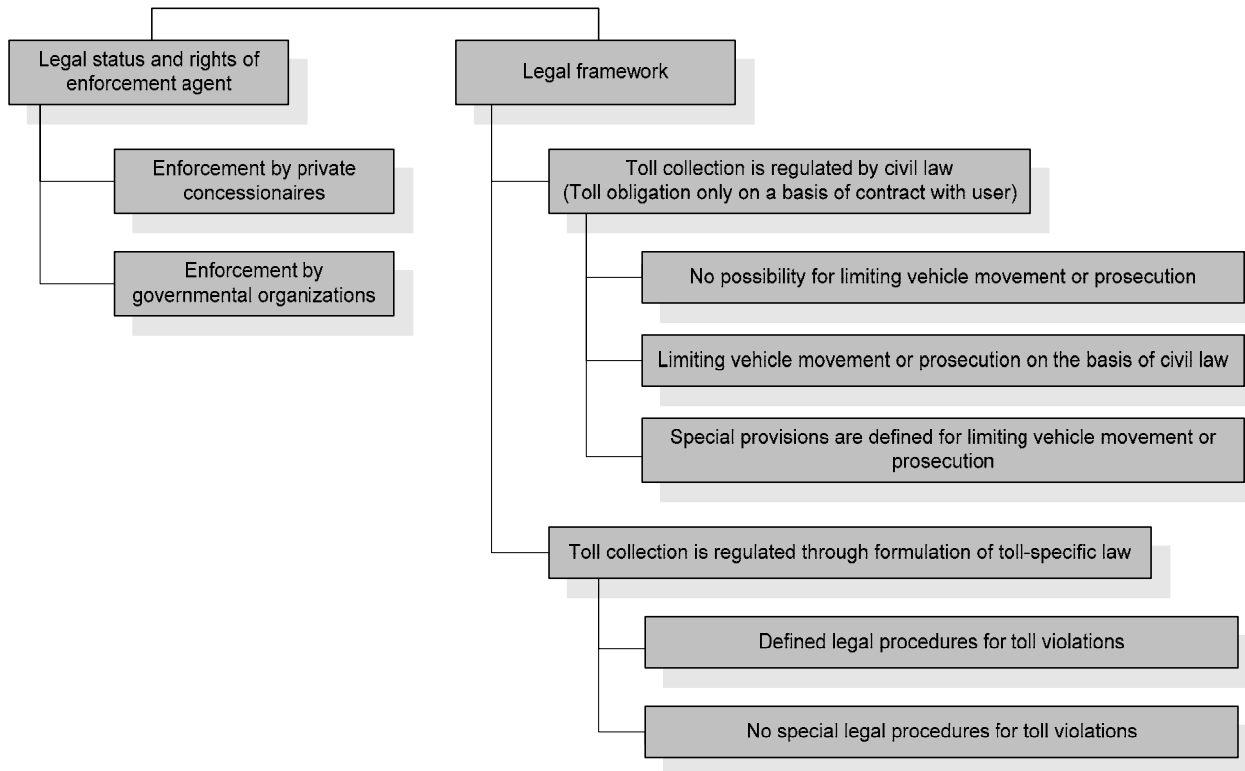 Legal status and rights of
enforcement agent
Enforcement by private
concessionaires
Enforcement by
governmental organizations
Legal framework
Toll collection is regulated by civil law
(Toll obligation only on a basis of contract with user)
No possibility for limiting vehicle movement or prosecution
Limiting vehicle movement or prosecution on the basis of civil law
Special provisions are defined for limiting vehicle movement or
prosecution
Toll collection is regulated through formulation of toll-specific law
Defined legal procedures for toll violations
No special legal procedures for toll violations